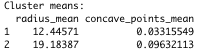 Cluster means:
  radius_mean concave_points_mean
1    12.44571          0.03315549
2    19.18387          0.09632113